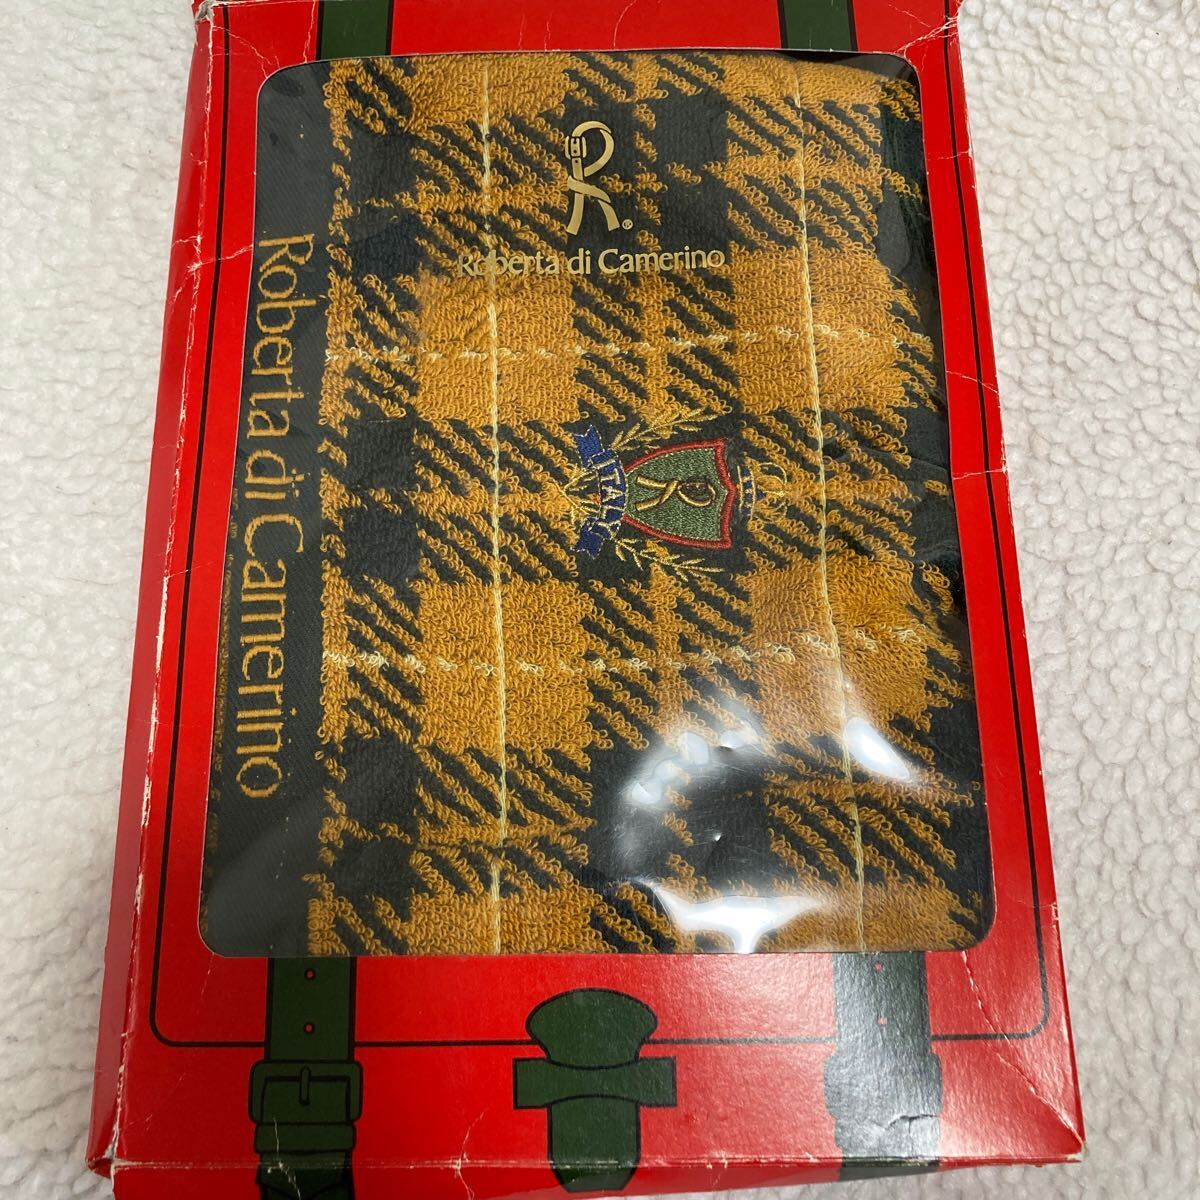 R®
Roberta di Camerino
Roberta di Camerino
ITALY
R